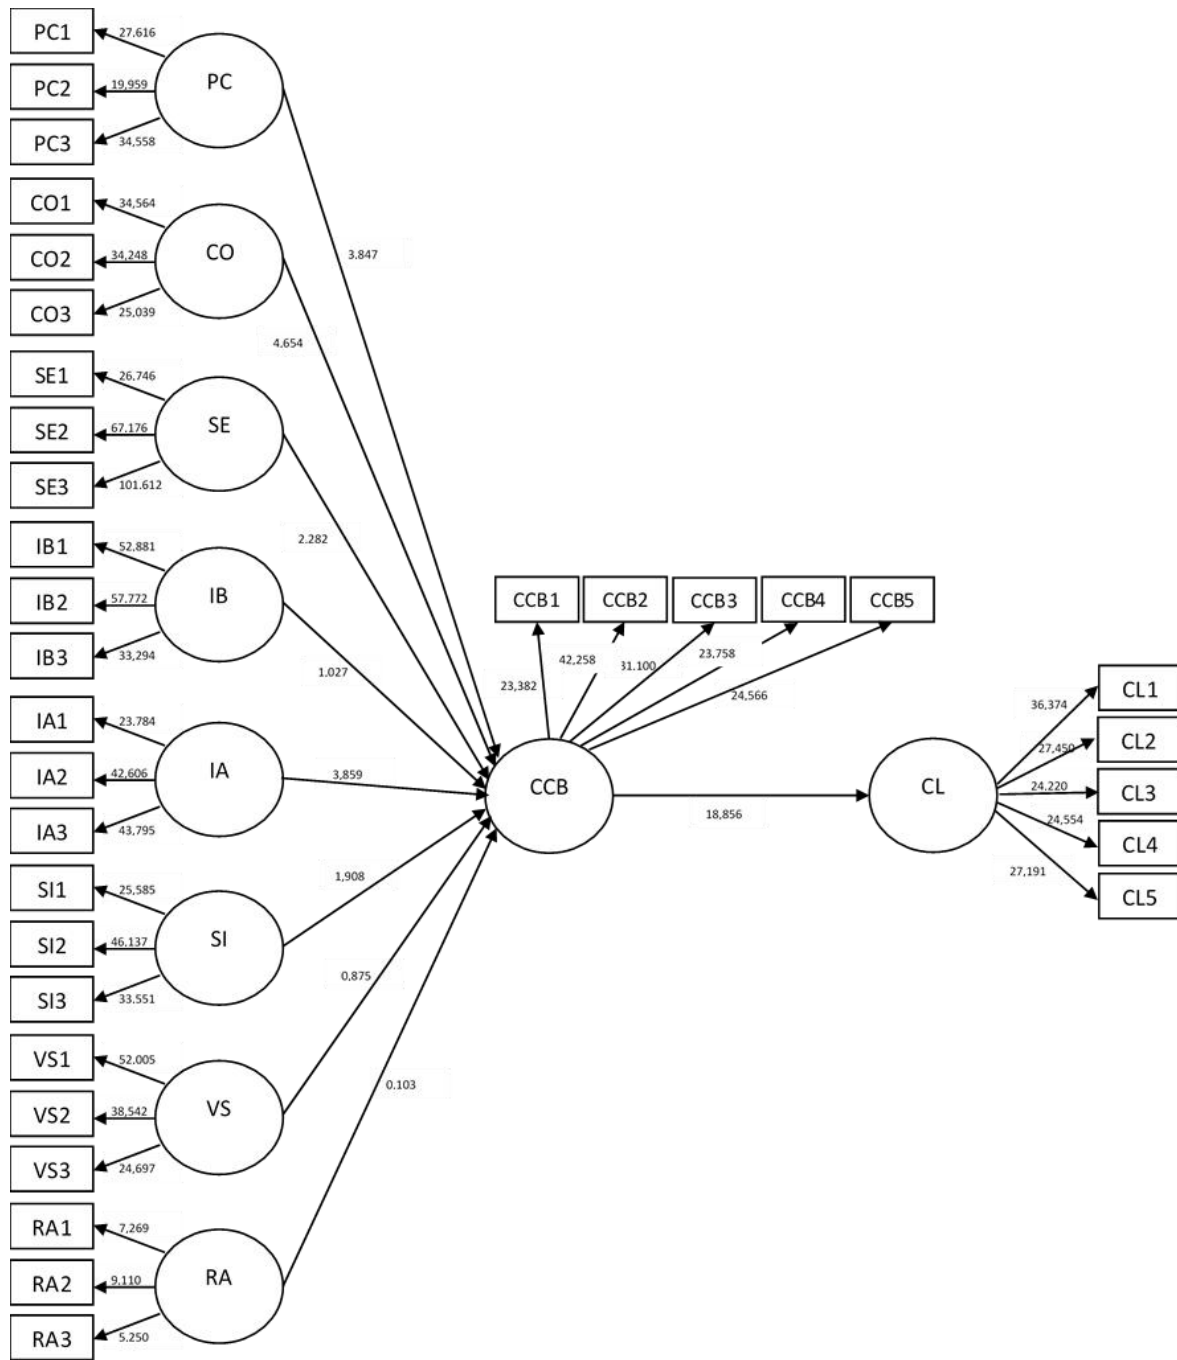 PC1
27.616
PC
PC2
19,959
PC3
34,558
CO1
34,564
CO
CO2
34,248
3.847
CO3
25,039
4,654
SE1
26.746
SE
SE2
67.176
SE3
101.612
2.282
IB1
52.881
IB
IB2
57.772
IB3
33,294
1.027
CCB1
CCB2
CCB3
CCB4
CCB5
42,258
31.100
23,758
23,382
24,566
IA1
23.784
IA
IA2
42,606
3,859
IA3
43,795
CCB
18,856
CL
36,374
CL1
27,450
CL2
24.220
CL3
24,554
CL4
27,191
CL5
SI1
25,585
1,908
SI
SI2
46,137
SI3
33.551
0,875
VS1
52.005
VS
VS2
38,542
0.103
VS3
24,697
RA1
7,269
RA
RA2
9,110
RA3
5.250